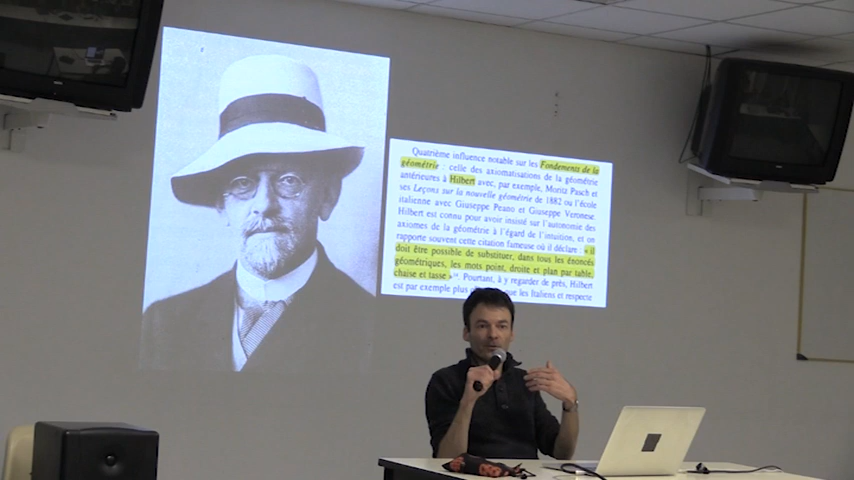 Quatrième influence notable sur les Fondements de la
géométrie : celle des axiomatisations de la géométrie
antérieures à Hilbert avec, par exemple, Moritz Pasch et
ses Leçons sur la nouvelle géométrie de 1882 ou l'école
italienne avec Giuseppe Peano et Giuseppe Veronese.
Hilbert est connu pour avoir insisté sur l'autonomie des
axiomes de la géométrie à l'égard de l'intuition, et on
rapporte souvent cette citation fameuse où il déclare : « il
doit être possible de substituer, dans tous les énoncés
géométriques, les mots point, droite et plan par table,
chaise et tasse ». Pourtant, à y regarder de près, Hilbert
est par exemple plus que les Italiens et respecte